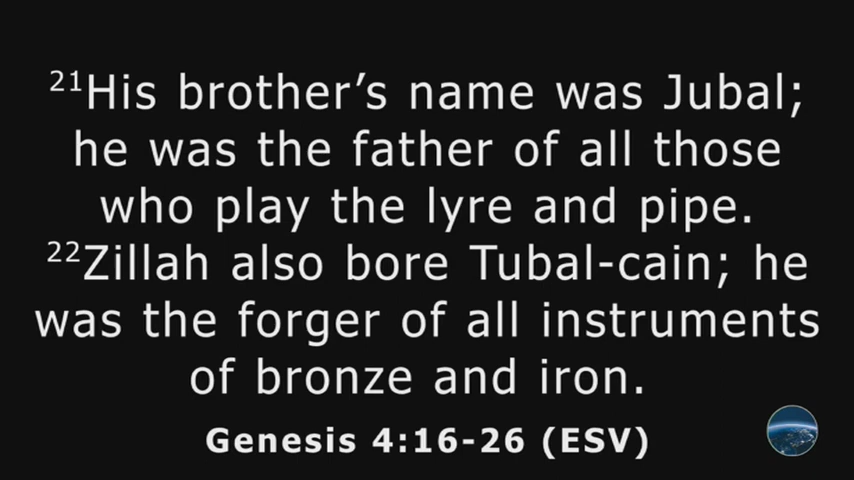 ²¹His brother’s name was Jubal;
he was the father of all those
who play the lyre and pipe.
²²Zillah also bore Tubal-cain; he
was the forger of all instruments
of bronze and iron.
Genesis 4:16-26 (ESV)